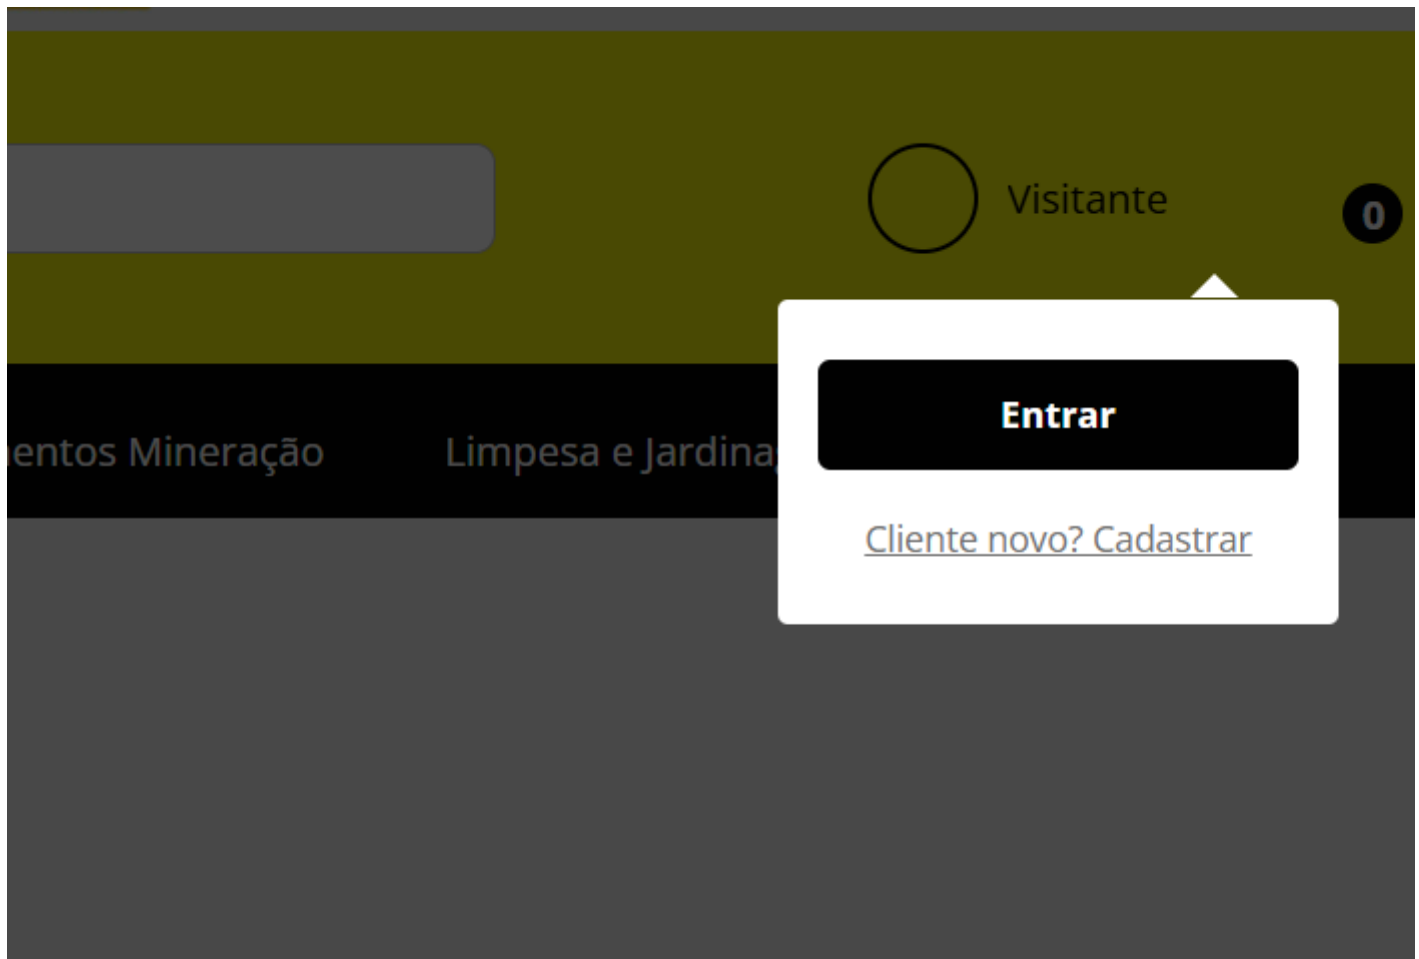 Visitante
0
Entrar
entos Mineração
Limpesa e Jardina
Cliente novo? Cadastrar